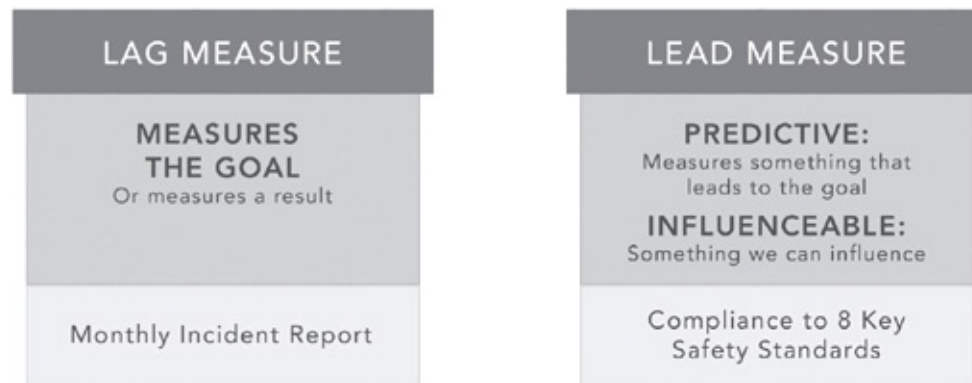 LAG MEASURE
MEASURES
THE GOAL
Or measures a result
Monthly Incident Report
LEAD MEASURE
PREDICTIVE:
Measures something that
leads to the goal
INFLUENCEABLE:
Something we can influence
Compliance to 8 Key
Safety Standards